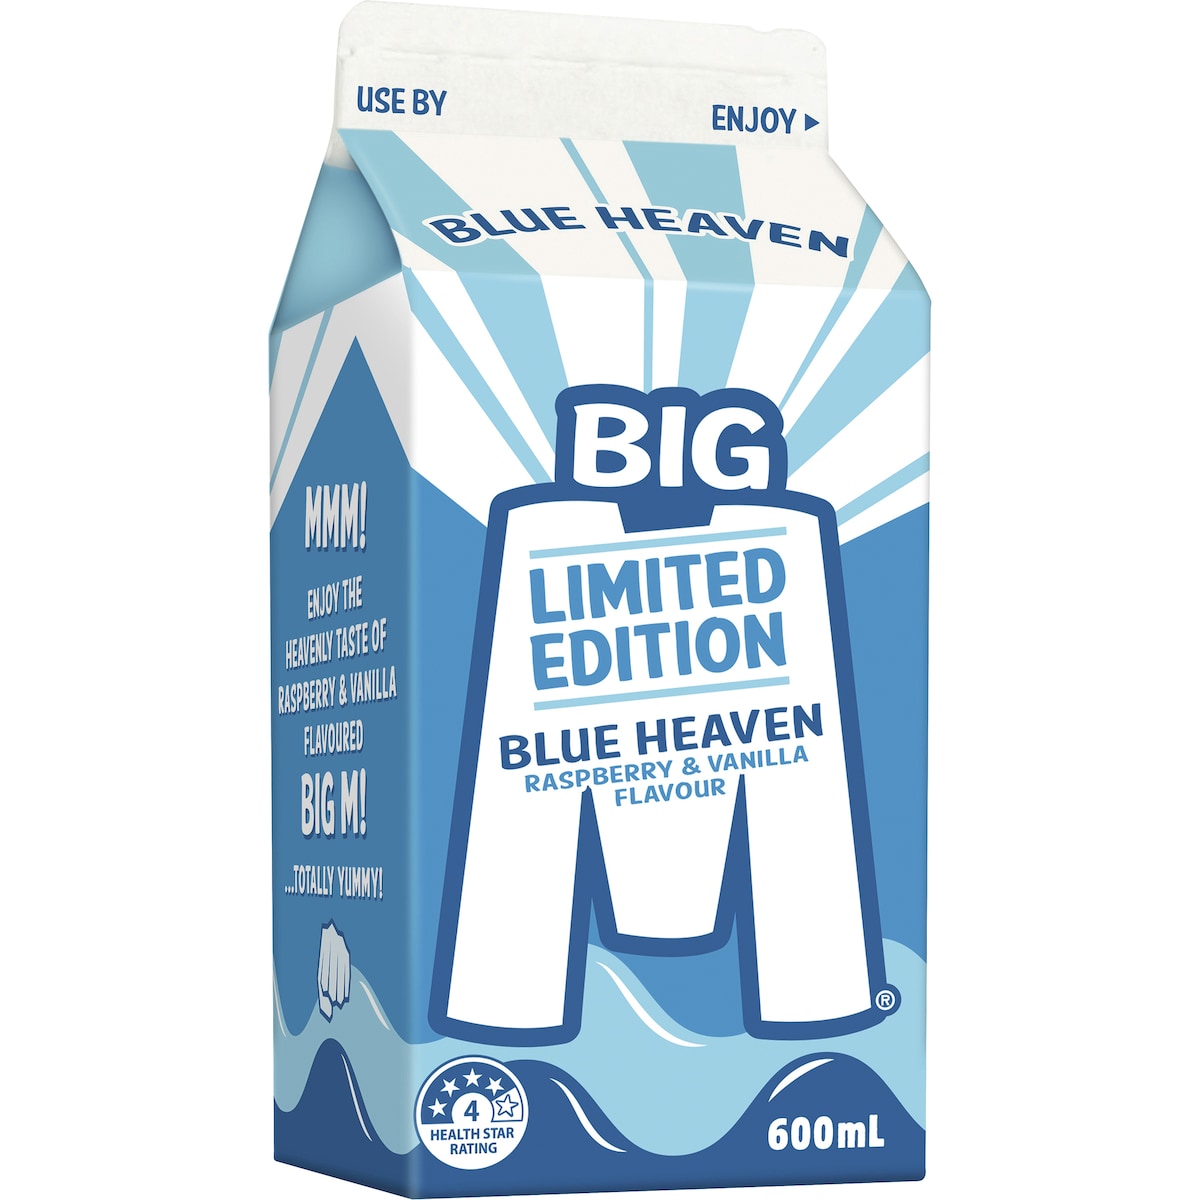 USE BY
ENJOY
BLUE HEAVEN
BIG
M
LIMITED
EDITION
BLUE HEAVEN
RASPBERRY & VANILLA
FLAVOUR
®
4
HEALTH STAR
RATING
600mL
MMM!
ENJOY THE
HEAVENLY TASTE OF
RASPBERRY & VANILLA
FLAVOURED
BIG M!
...TOTALLY YUMMY!